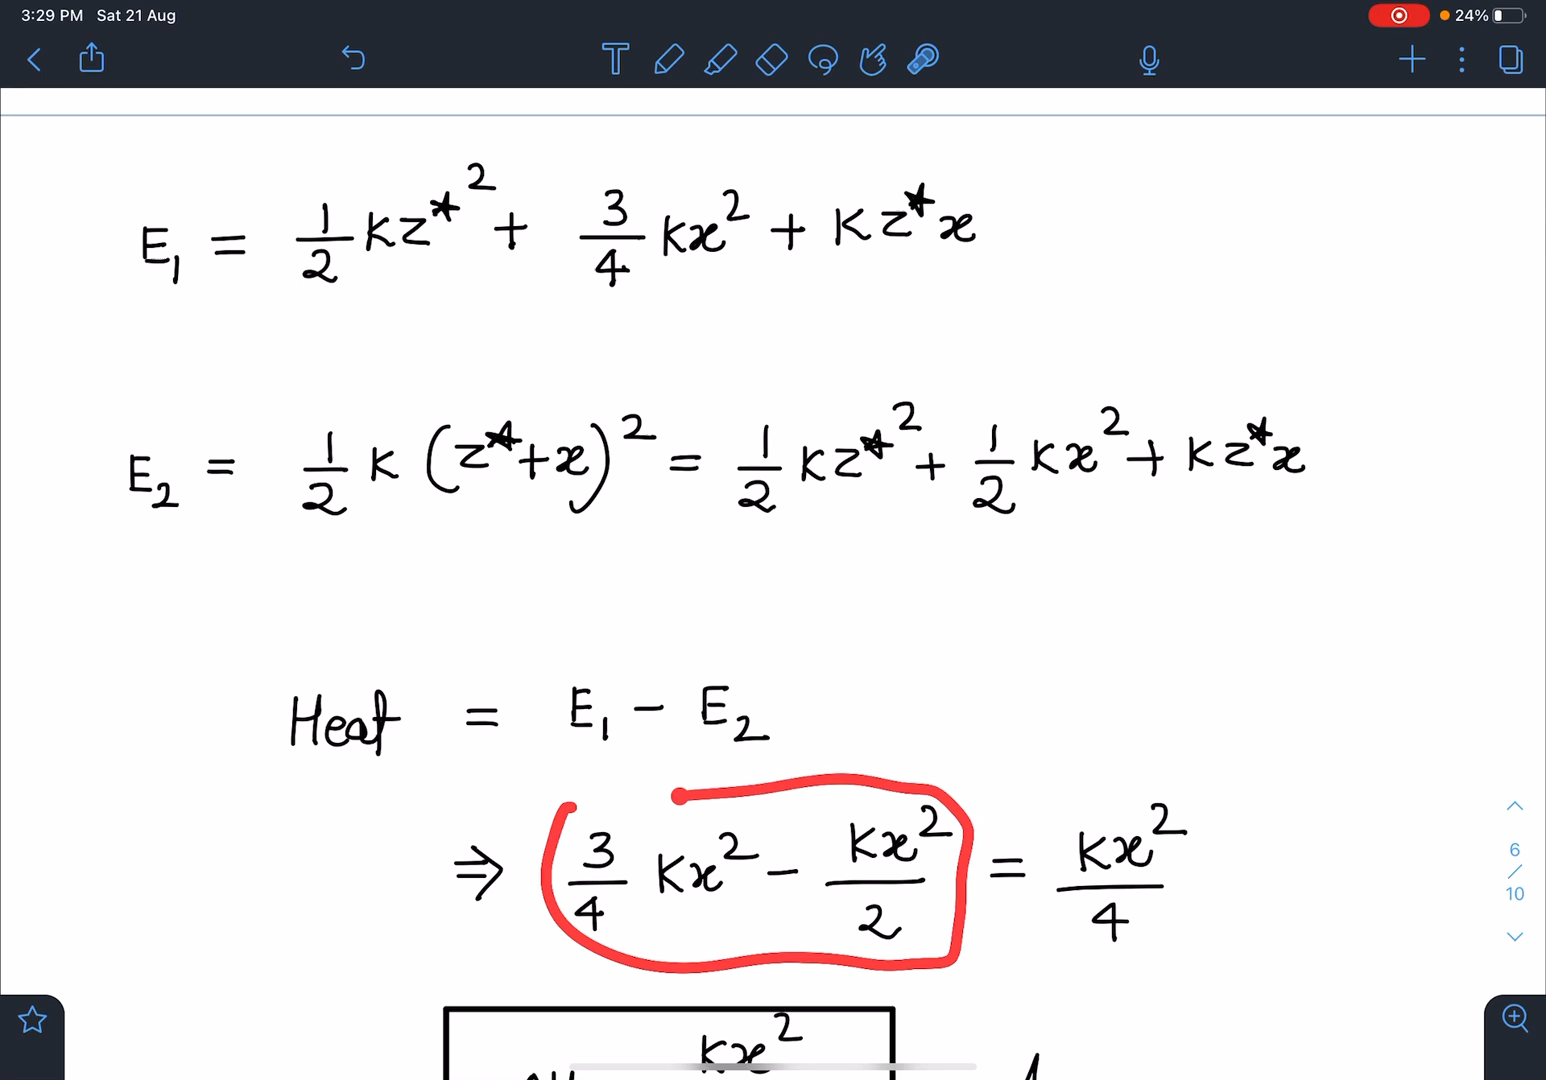 3:29 PM Sat 21 Aug 24%
E₁ = 1/2 kz*² + 3/4 kx² + kz*x
E₂ = 1/2 k (z*+x)² = 1/2 kz*² + 1/2 kx² + kz*x
Heat = E₁ - E₂
⇒ 3/4 kx² - kx²/2 = kx²/4
6
/
10
kx²